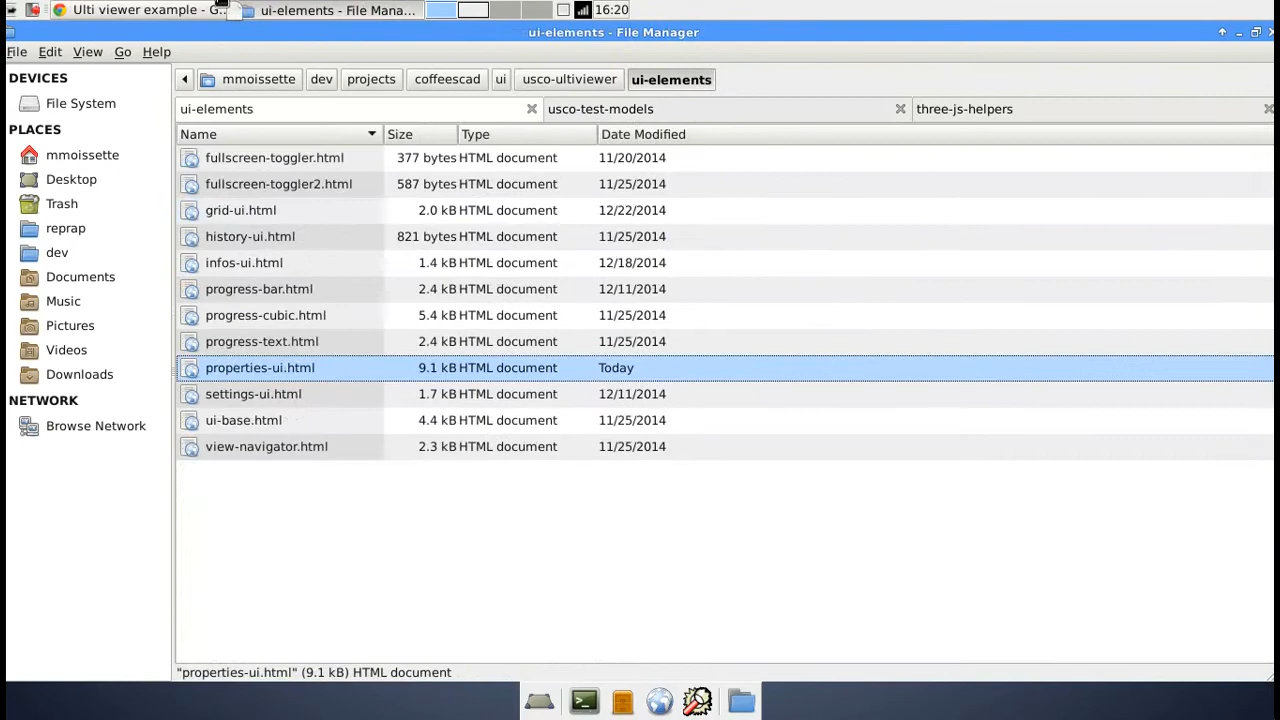 Ulti viewer example - G... ui-elements - File Mana... 16:20
ui-elements - File Manager
File Edit View Go Help
DEVICES
File System
PLACES
mmoissette
Desktop
Trash
reprap
dev
Documents
Music
Pictures
Videos
Downloads
NETWORK
Browse Network
mmoissette dev projects coffeescad ui usco-ultiviewer ui-elements
ui-elements usco-test-models three-js-helpers
Name Size Type Date Modified
fullscreen-toggler.html 377 bytes HTML document 11/20/2014
fullscreen-toggler2.html 587 bytes HTML document 11/25/2014
grid-ui.html 2.0 kB HTML document 12/22/2014
history-ui.html 821 bytes HTML document 11/25/2014
infos-ui.html 1.4 kB HTML document 12/18/2014
progress-bar.html 2.4 kB HTML document 12/11/2014
progress-cubic.html 5.4 kB HTML document 11/25/2014
progress-text.html 2.4 kB HTML document 11/25/2014
properties-ui.html 9.1 kB HTML document Today
settings-ui.html 1.7 kB HTML document 12/11/2014
ui-base.html 4.4 kB HTML document 11/25/2014
view-navigator.html 2.3 kB HTML document 11/25/2014
"properties-ui.html" (9.1 kB) HTML document